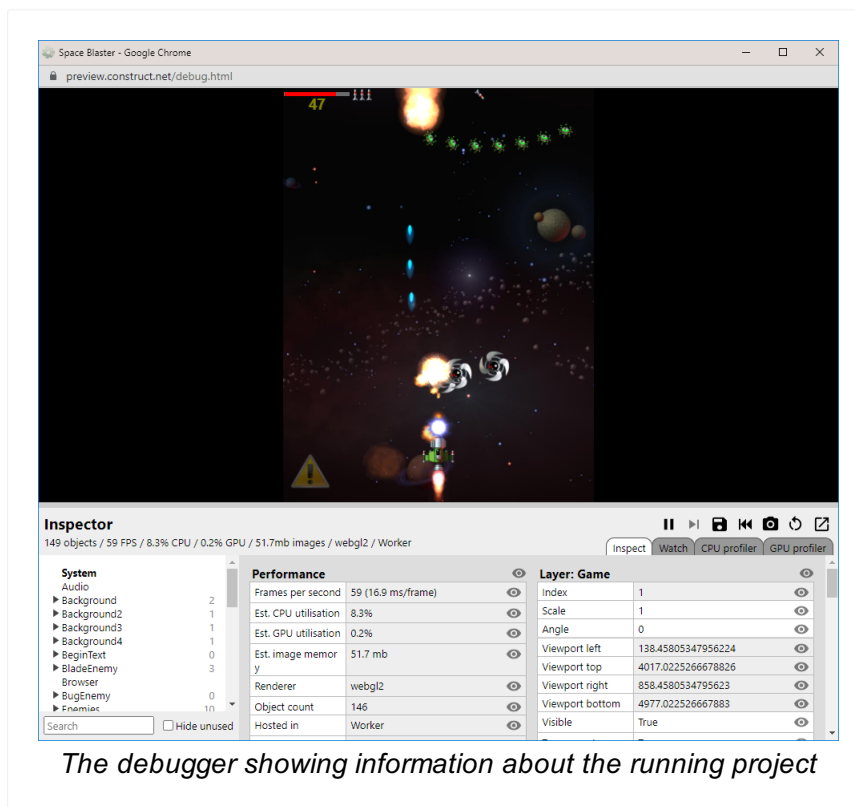 Space Blaster - Google Chrome
preview.construct.net/debug.html
47
Inspector
149 objects / 59 FPS / 8.3% CPU / 0.2% GPU / 51.7mb images / webgl2 / Worker
Inspect Watch CPU profiler GPU profiler
System
Audio
Background 2
Background2 1
Background3 1
Background4 1
BeginText 0
BladeEnemy 3
Browser
BugEnemy 0
Enemies 10
Search Hide unused
Performance
Frames per second 59 (16.9 ms/frame)
Est. CPU utilisation 8.3%
Est. GPU utilisation 0.2%
Est. image memor 51.7 mb
y
Renderer webgl2
Object count 146
Hosted in Worker
Layer: Game
Index 1
Scale 1
Angle 0
Viewport left 138.45805347956224
Viewport top 4017.0225266678826
Viewport right 858.4580534795623
Viewport bottom 4977.022526667883
Visible True
The debugger showing information about the running project